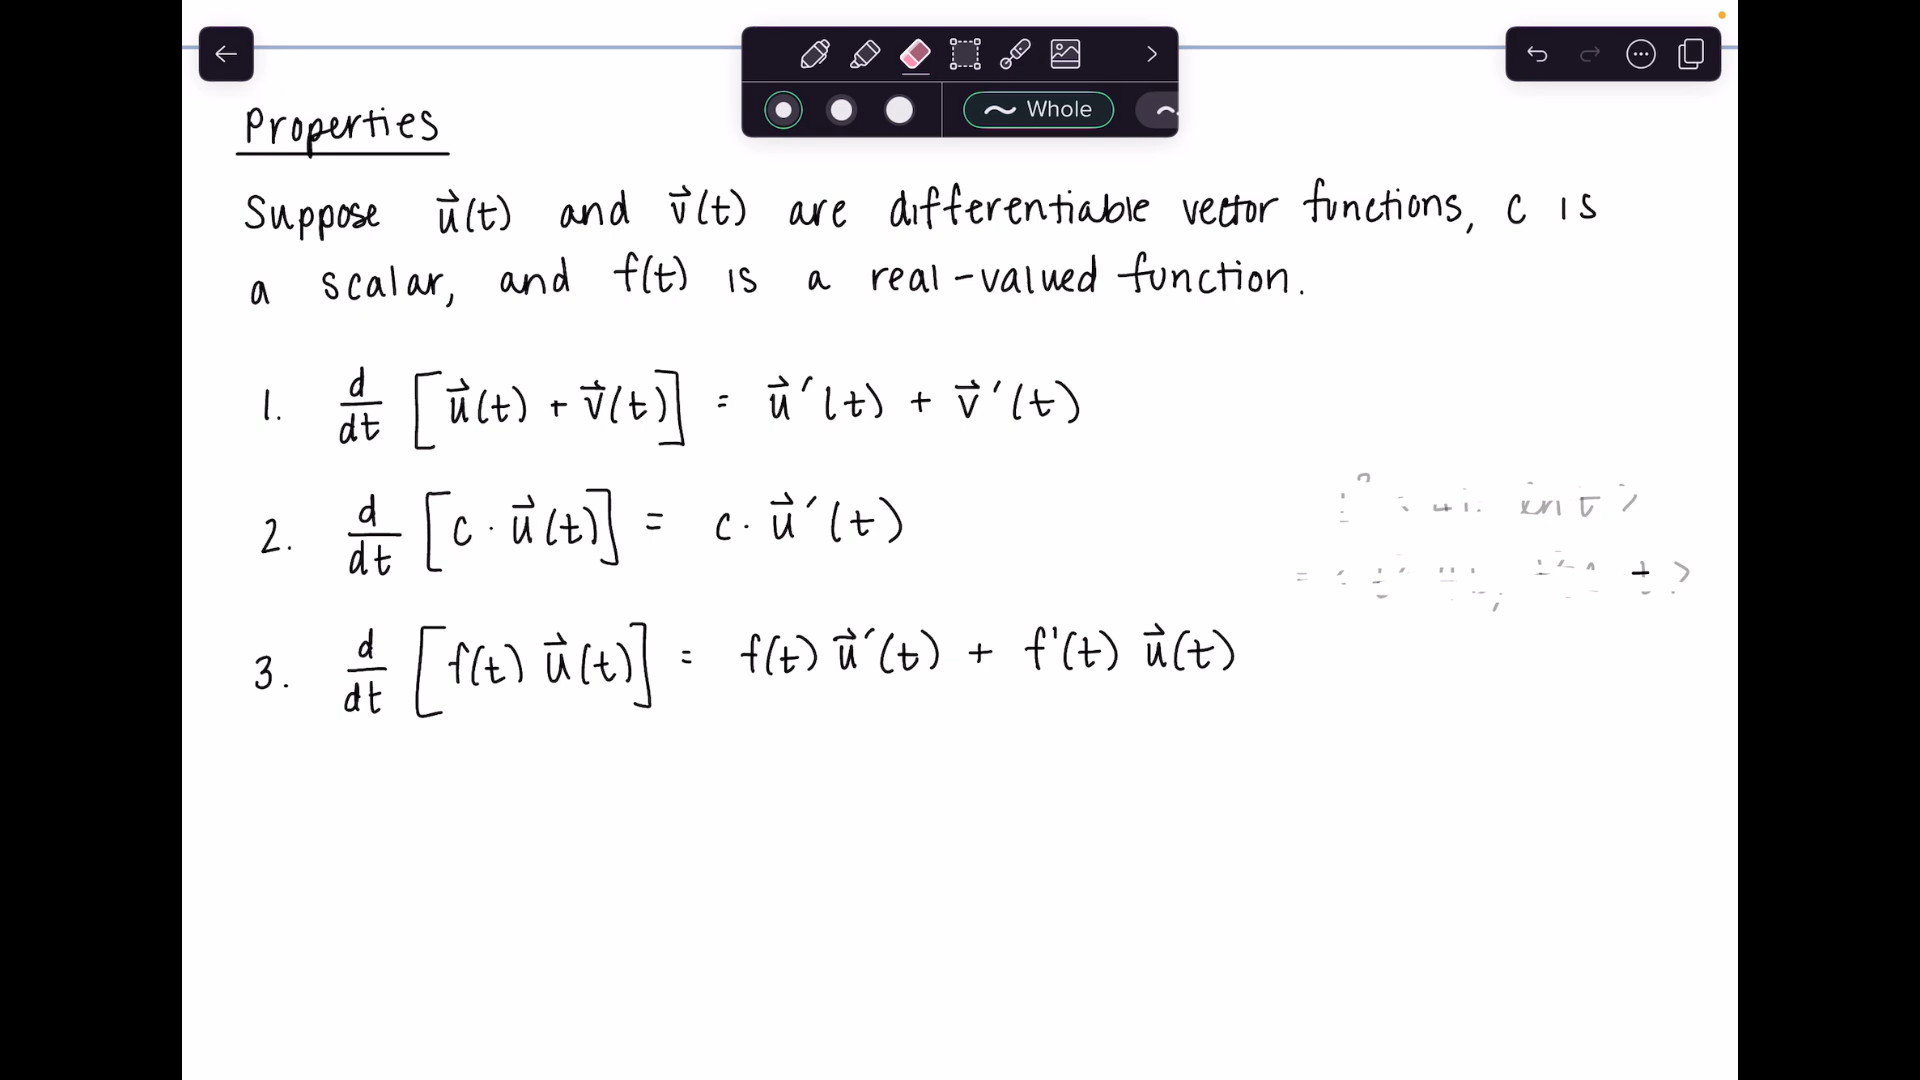 Whole
Properties
Suppose u⃗(t) and v⃗(t) are differentiable vector functions, c is
a scalar, and f(t) is a real-valued function.
1. d/dt [u⃗(t) + v⃗(t)] = u⃗′(t) + v⃗′(t)
2. d/dt [c · u⃗(t)] = c · u⃗′(t)
3. d/dt [f(t) u⃗(t)] = f(t) u⃗′(t) + f'(t) u⃗(t)